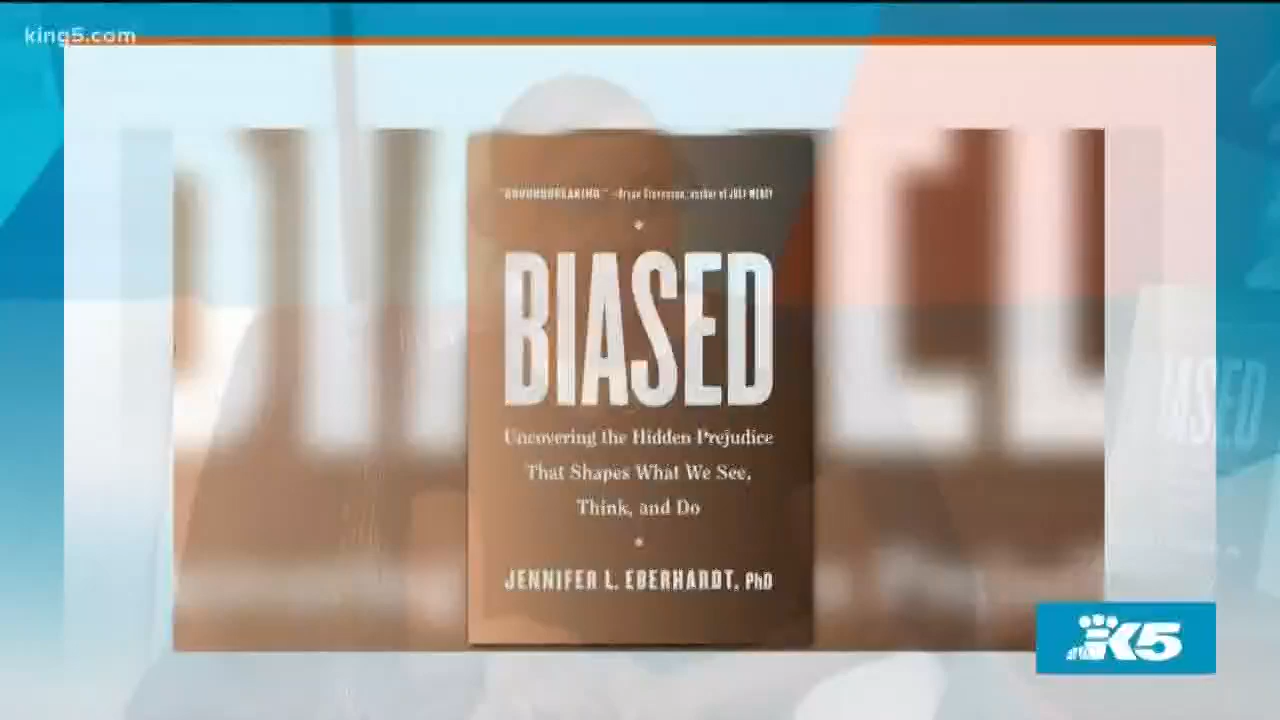 king5.com
"GROUNDBREAKING." —Bryan Stevenson, author of JUST MERCY
BIASED
Uncovering the Hidden Prejudice
That Shapes What We See,
Think, and Do
JENNIFER L. EBERHARDT, PhD
BIASED
K5